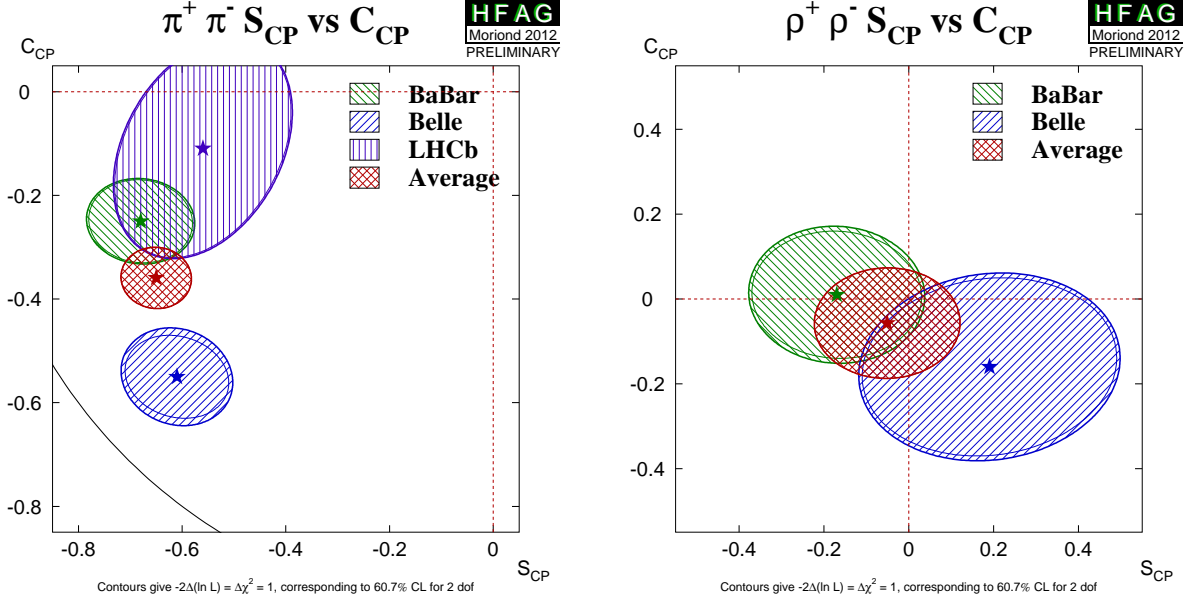 π+ π- SCP vs CCP
HFAG
Moriond 2012
PRELIMINARY
CCP
BaBar
Belle
LHCb
Average
0
-0.2
-0.4
-0.6
-0.8
-0.8
-0.6
-0.4
-0.2
0
SCP
Contours give -2Δ(ln L) = Δχ2 = 1, corresponding to 60.7% CL for 2 dof
ρ+ ρ- SCP vs CCP
HFAG
Moriond 2012
PRELIMINARY
CCP
BaBar
Belle
Average
0.4
0.2
0
-0.2
-0.4
-0.4
-0.2
0
0.2
0.4
SCP
Contours give -2Δ(ln L) = Δχ2 = 1, corresponding to 60.7% CL for 2 dof